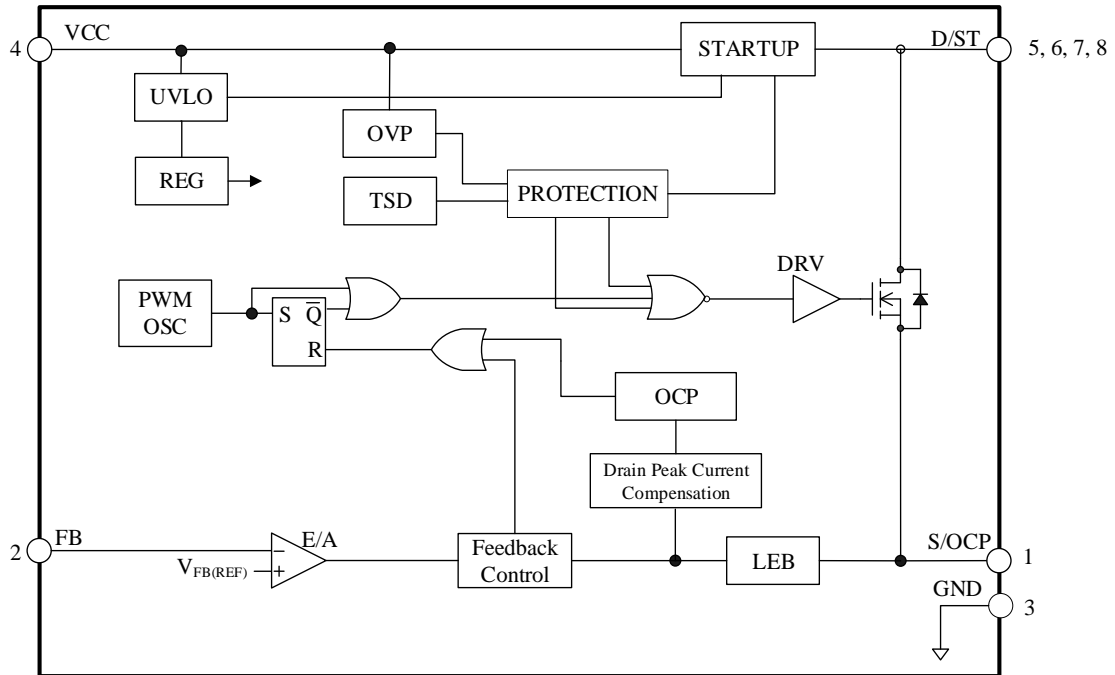 VCC
D/ST
4
5, 6, 7, 8
STARTUP
UVLO
OVP
REG
TSD
PROTECTION
DRV
PWM
OSC
S
Q̅
R
OCP
Drain Peak Current
Compensation
FB
2
E/A
VFB(REF)
−
+
Feedback
Control
LEB
S/OCP
1
GND
3